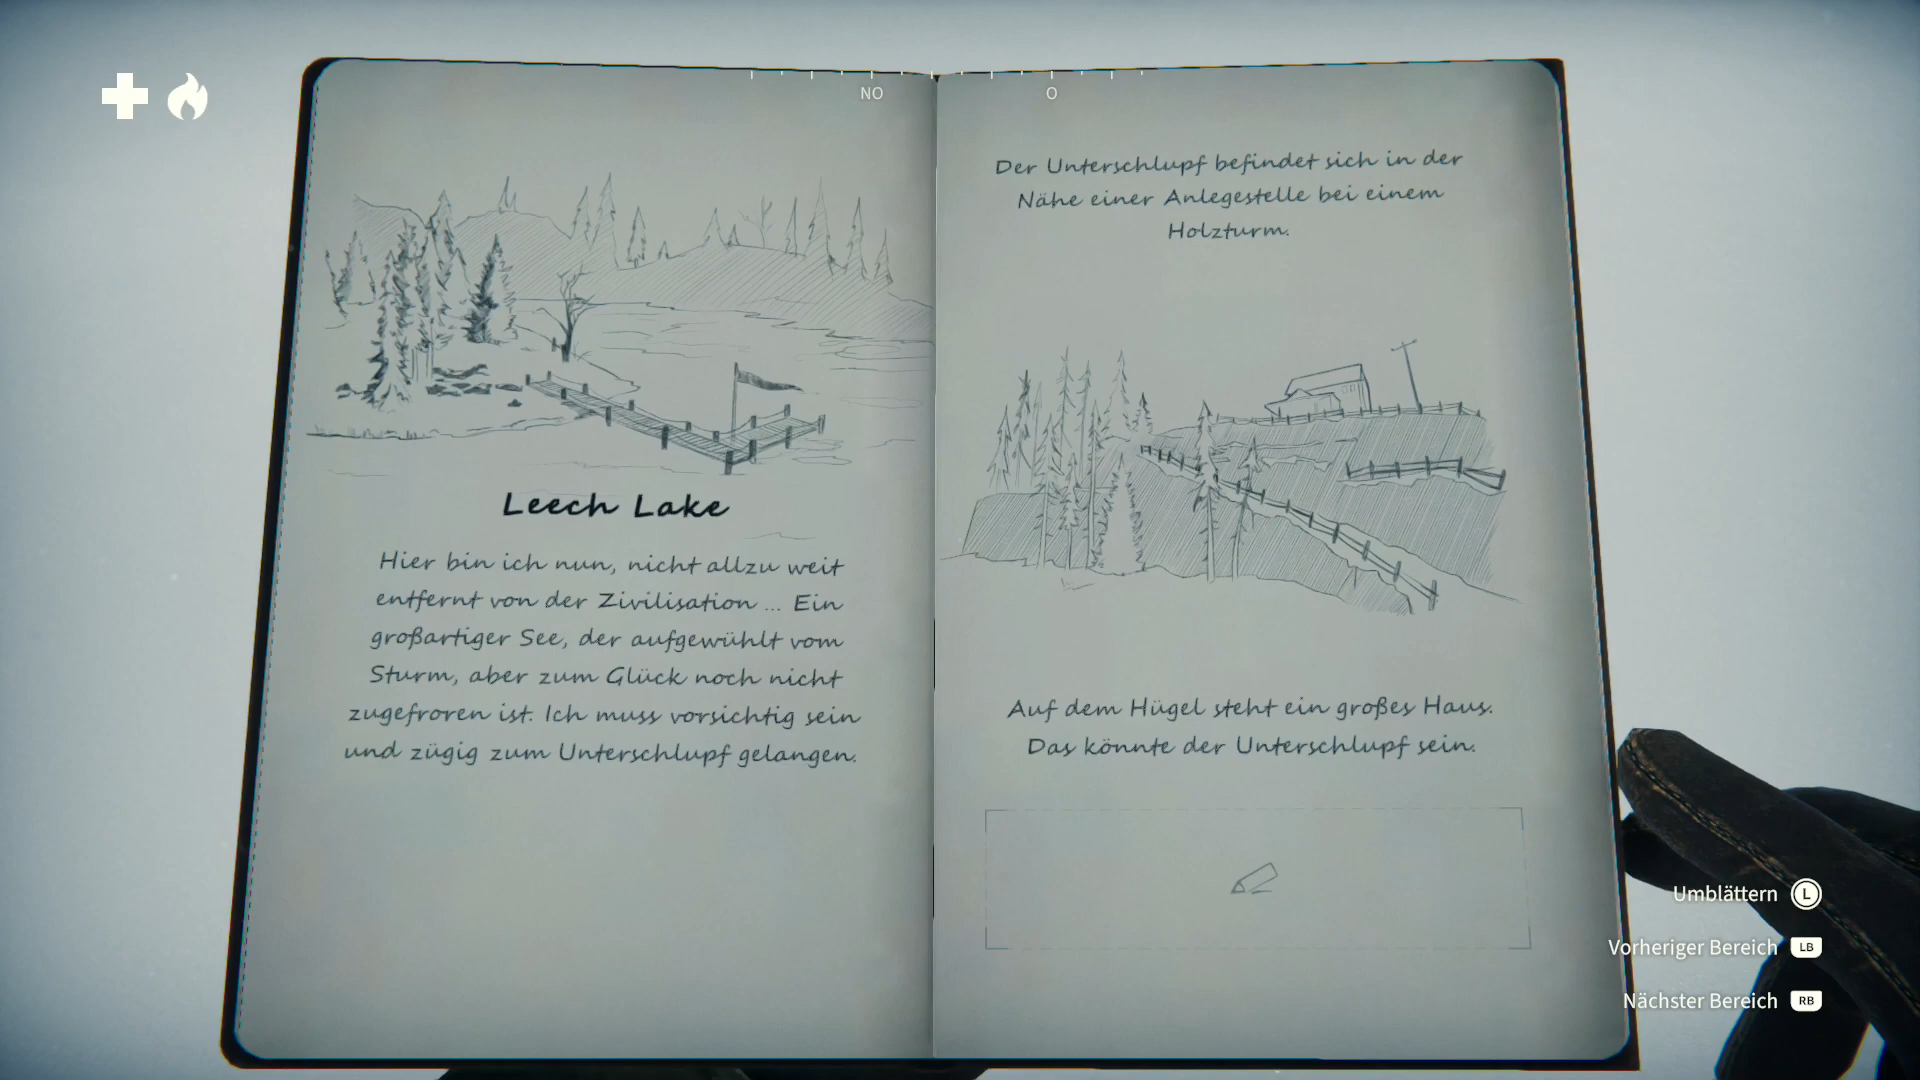 NO
O
Leech Lake
Hier bin ich nun, nicht allzu weit
entfernt von der Zivilisation ... Ein
großartiger See, der aufgewühlt vom
Sturm, aber zum Glück noch nicht
zugefroren ist. Ich muss vorsichtig sein
und zügig zum Unterschlupf gelangen.
Der Unterschlupf befindet sich in der
Nähe einer Anlegestelle bei einem
Holzturm.
Auf dem Hügel steht ein großes Haus.
Das könnte der Unterschlupf sein.
Umblättern L
Vorheriger Bereich LB
Nächster Bereich RB